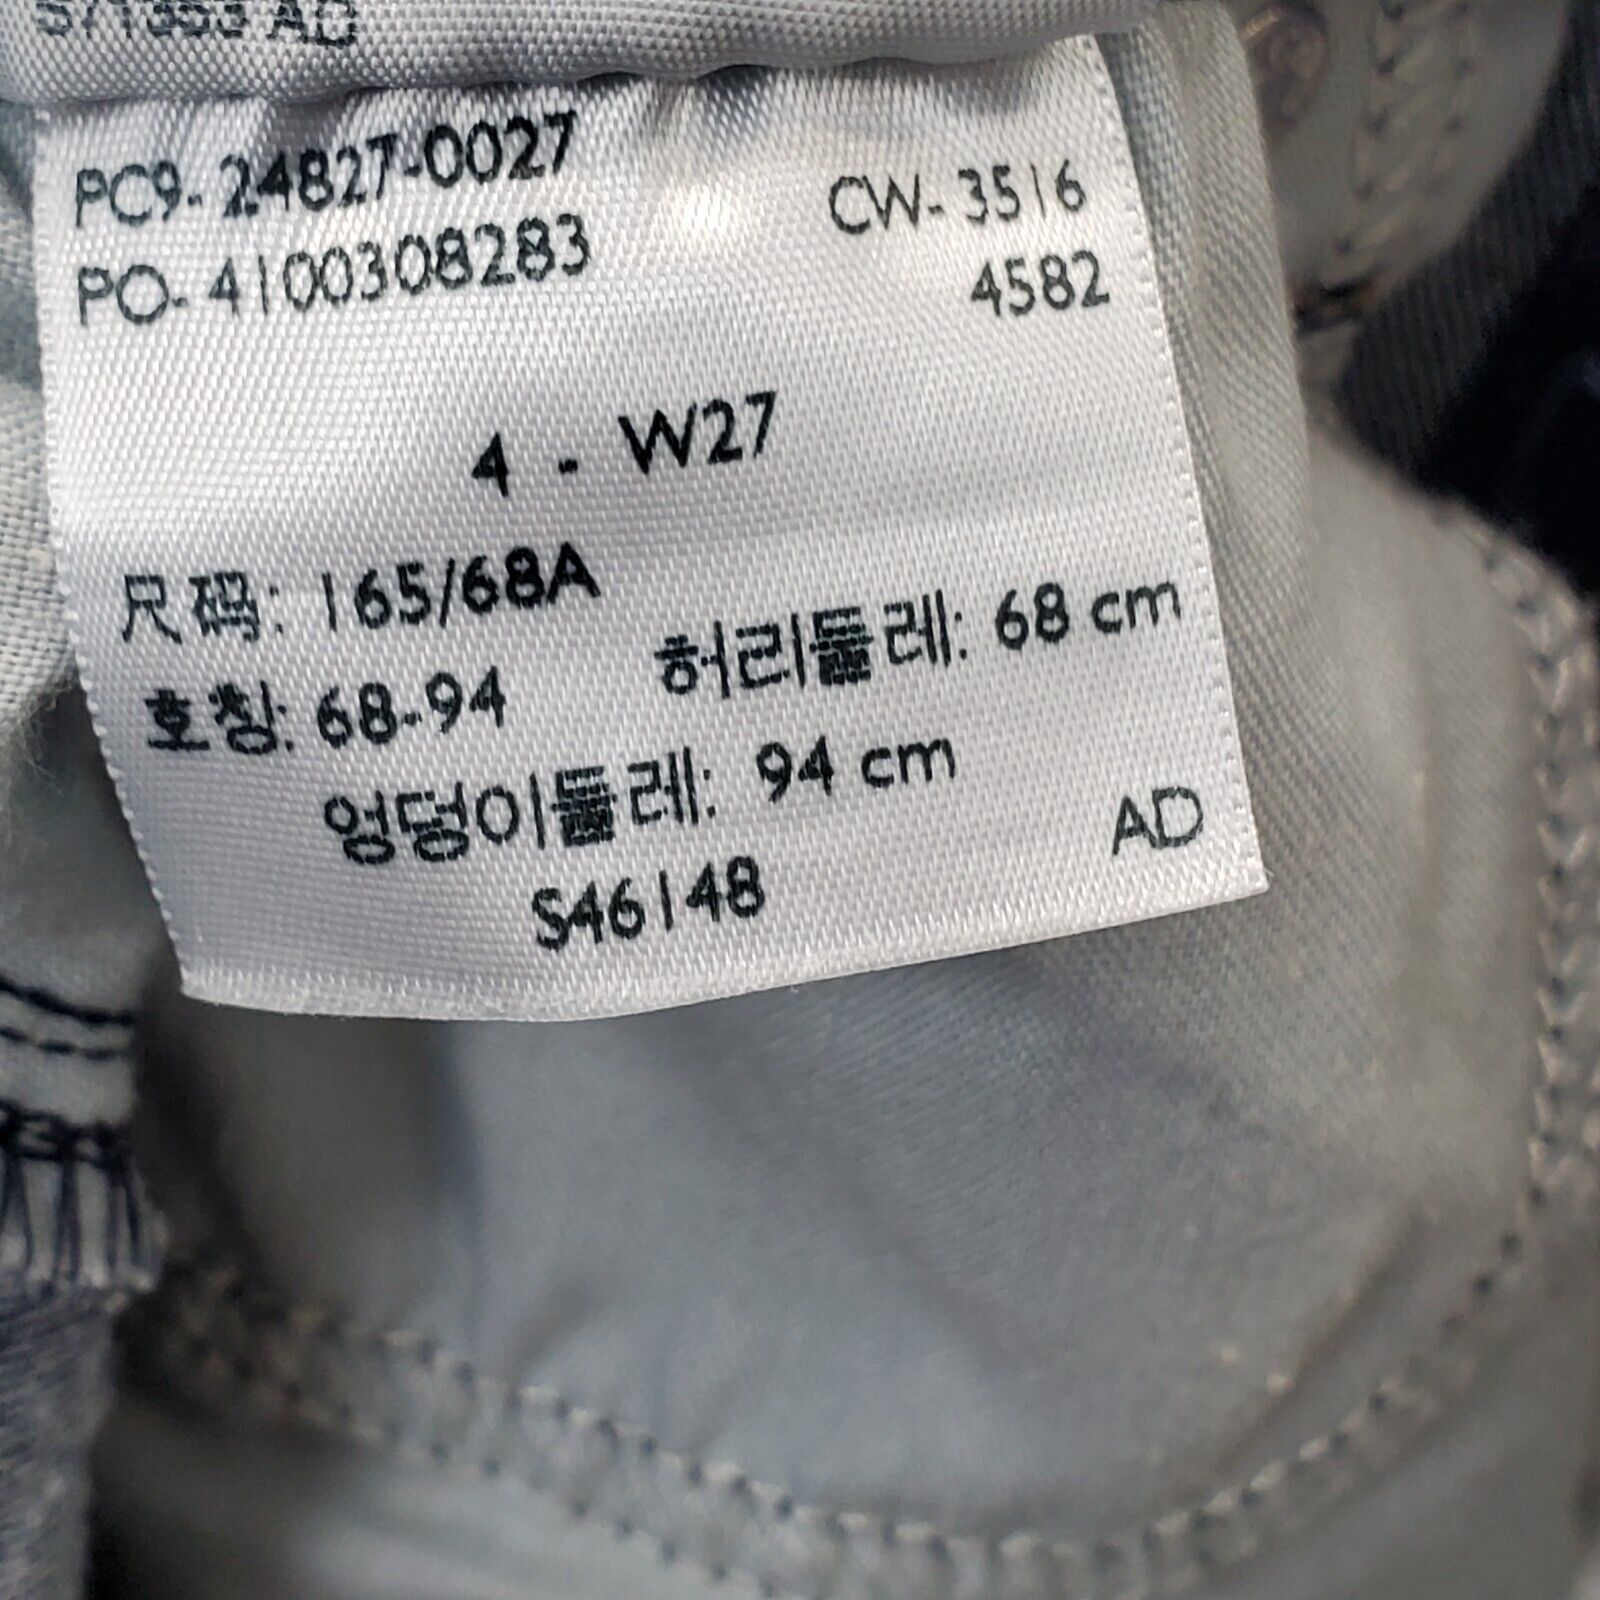 AD
PC9- 24827-0027
CW- 3516
PO- 4100308283
4582
4 - W27
尺码: 165/68A
호칭: 68-94 허리둘레: 68 cm
엉덩이둘레: 94 cm
AD
S46148